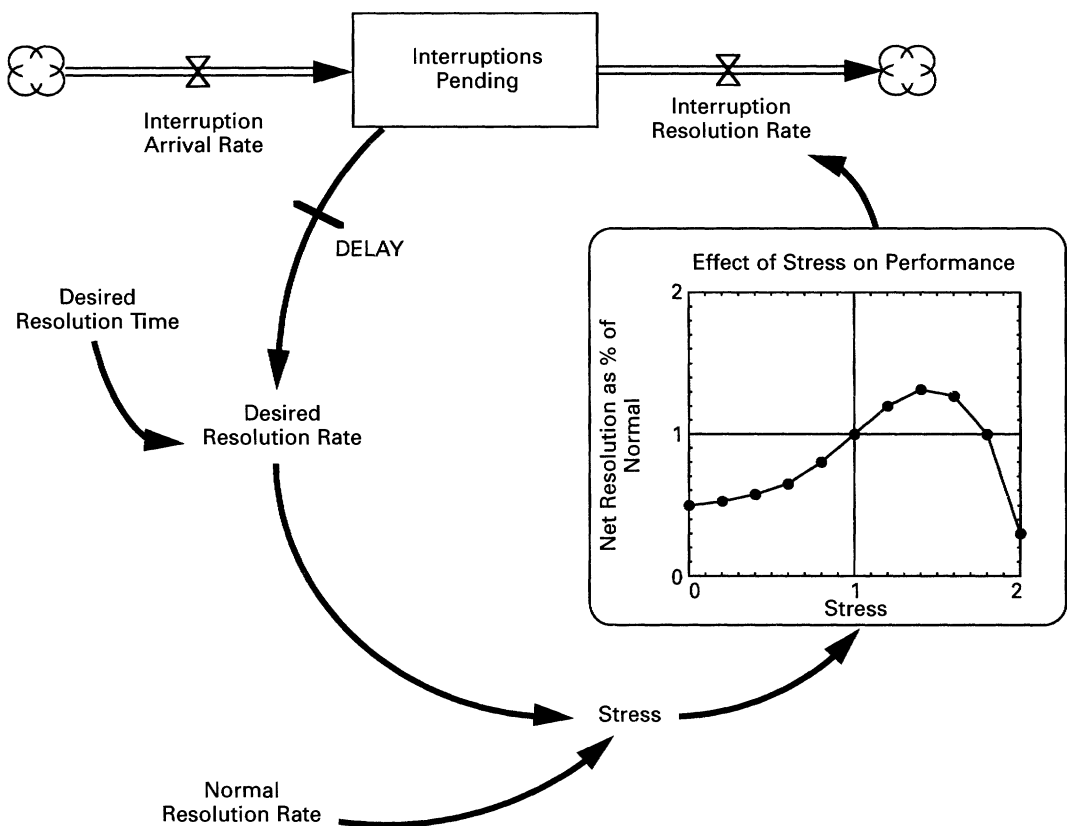 Interruptions
Pending
Interruption
Arrival Rate
Interruption
Resolution Rate
DELAY
Desired
Resolution Time
Desired
Resolution Rate
Effect of Stress on Performance
Net Resolution as % of
Normal
2
1
0
0
1
2
Stress
Stress
Normal
Resolution Rate